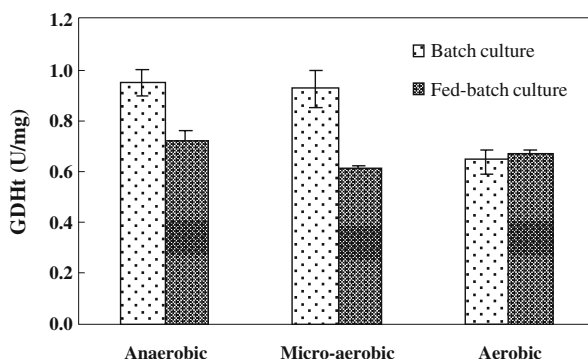 1.2
1.0
0.8
0.6
0.4
0.2
0.0
GDHt (U/mg)
Batch culture
Fed-batch culture
Anaerobic Micro-aerobic Aerobic